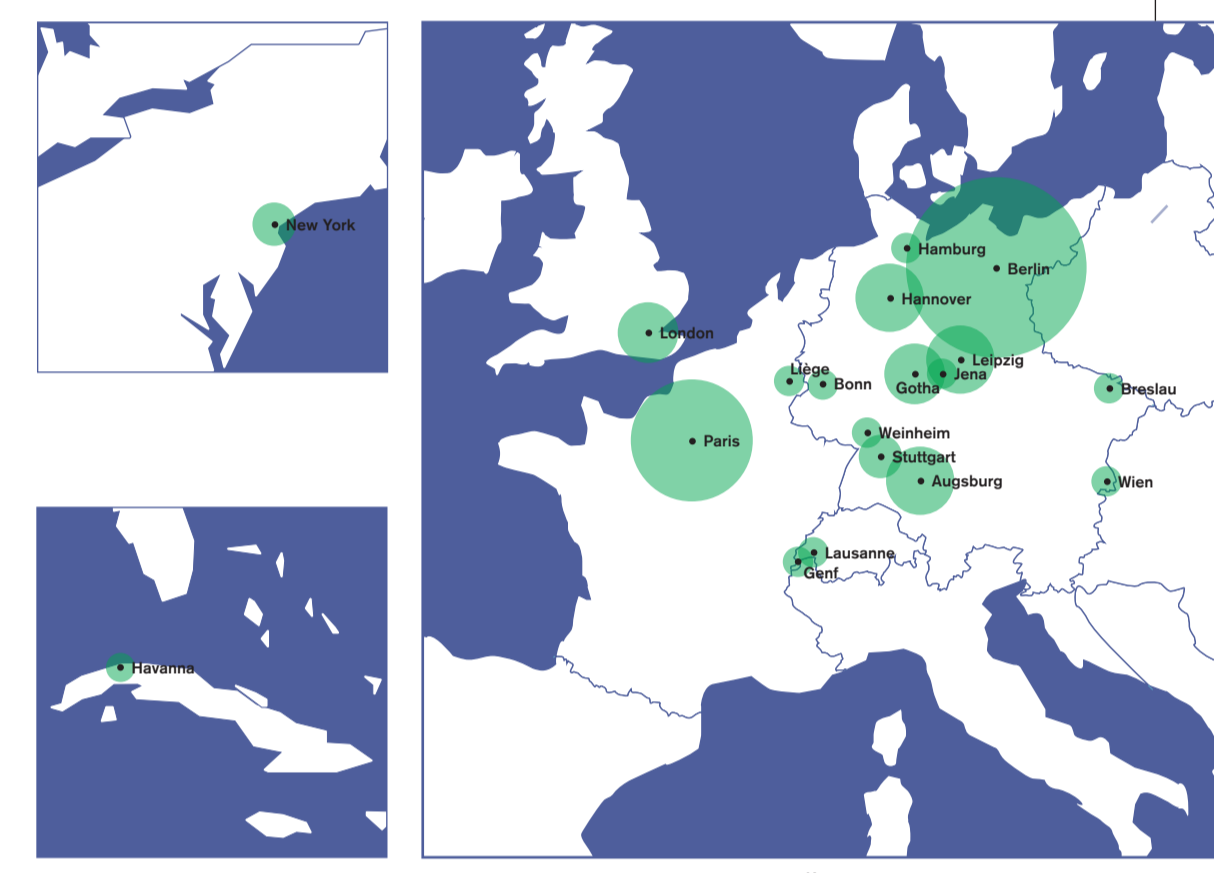 New York
Havanna
Hamburg
Berlin
Hannover
London
Leipzig
Liège
Jena
Bonn
Gotha
Breslau
Weinheim
Paris
Stuttgart
Augsburg
Wien
Lausanne
Genf